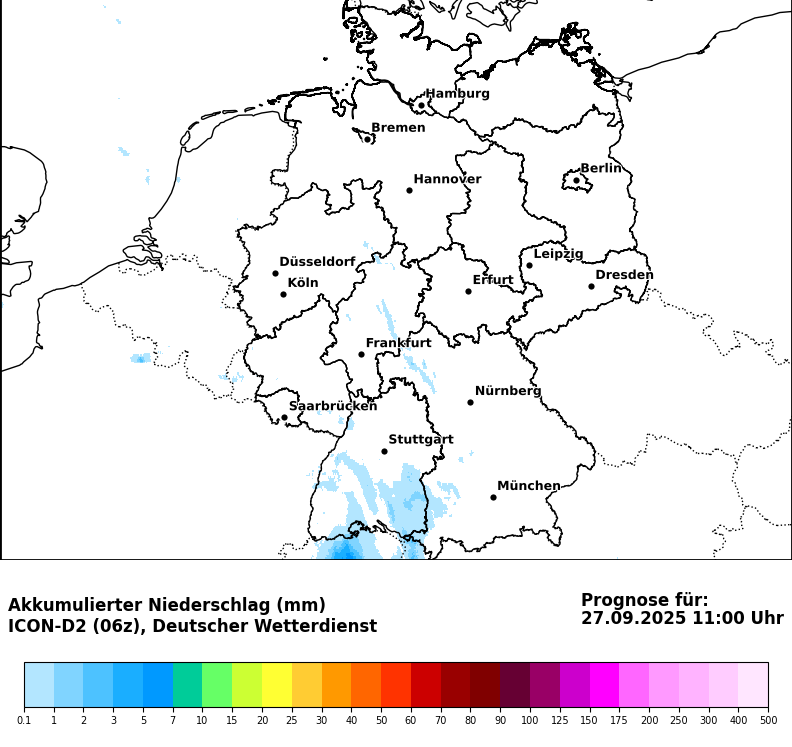 Hamburg
Bremen
Berlin
Hannover
Leipzig
Düsseldorf
Dresden
Köln
Erfurt
Frankfurt
Nürnberg
Saarbrücken
Stuttgart
München
Akkumulierter Niederschlag (mm)
ICON-D2 (06z), Deutscher Wetterdienst
Prognose für:
27.09.2025 11:00 Uhr
0.1 1 2 3 5 7 10 15 20 25 30 40 50 60 70 80 90 100 125 150 175 200 250 300 400 500